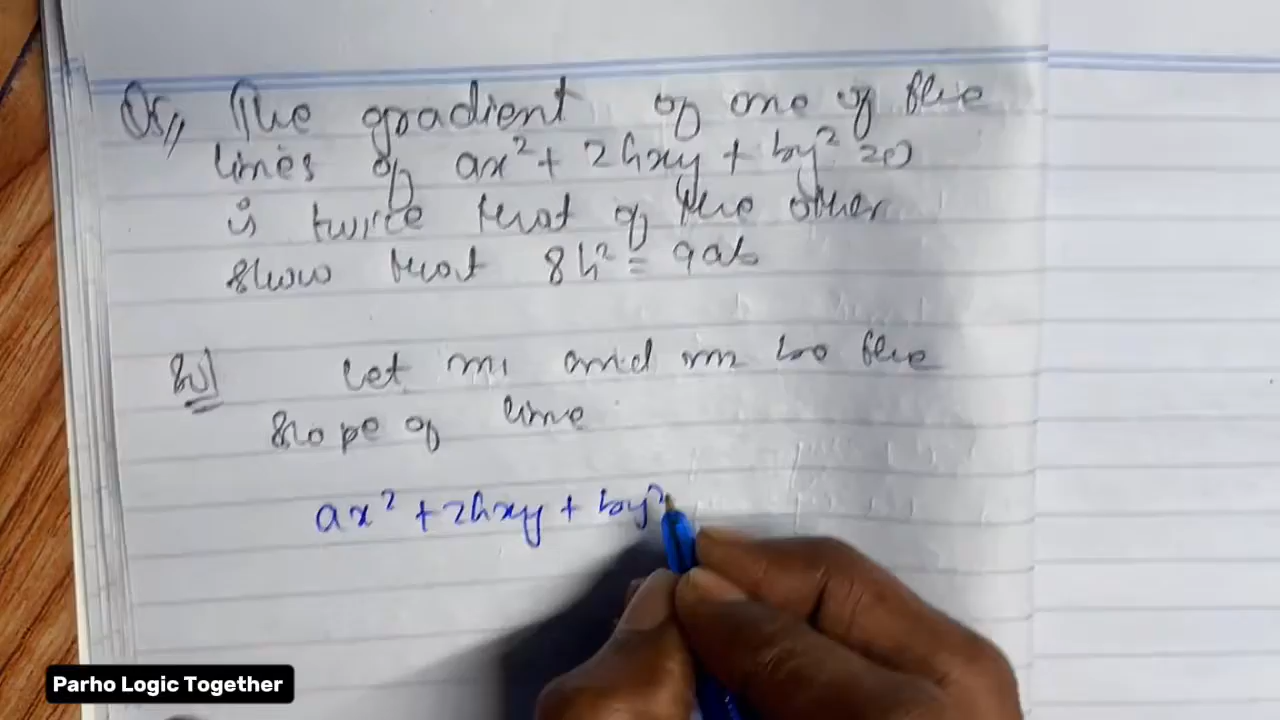 Q5// The gradient of one of the
lines of ax² + 2hxy + by² = 0
is twice that of the other
show that 8h² = 9ab
Sol Let m₁ and m₂ be the
slope of line
ax² + 2hxy + by²
Parho Logic Together